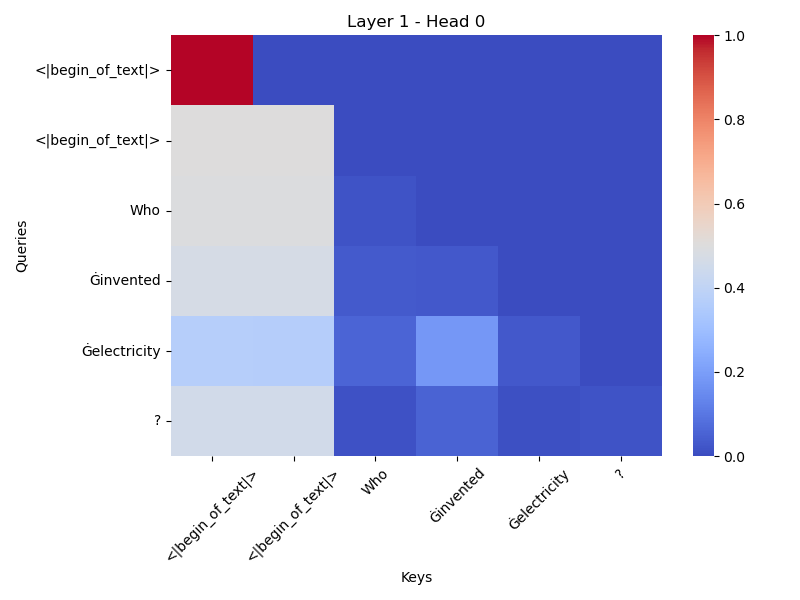 Layer 1 - Head 0
<|begin_of_text|>
<|begin_of_text|>
Who
Ġinvented
Ġelectricity
?
Queries
<|begin_of_text|>
<|begin_of_text|>
Who
Ġinvented
Ġelectricity
?
Keys
1.0
0.8
0.6
0.4
0.2
0.0